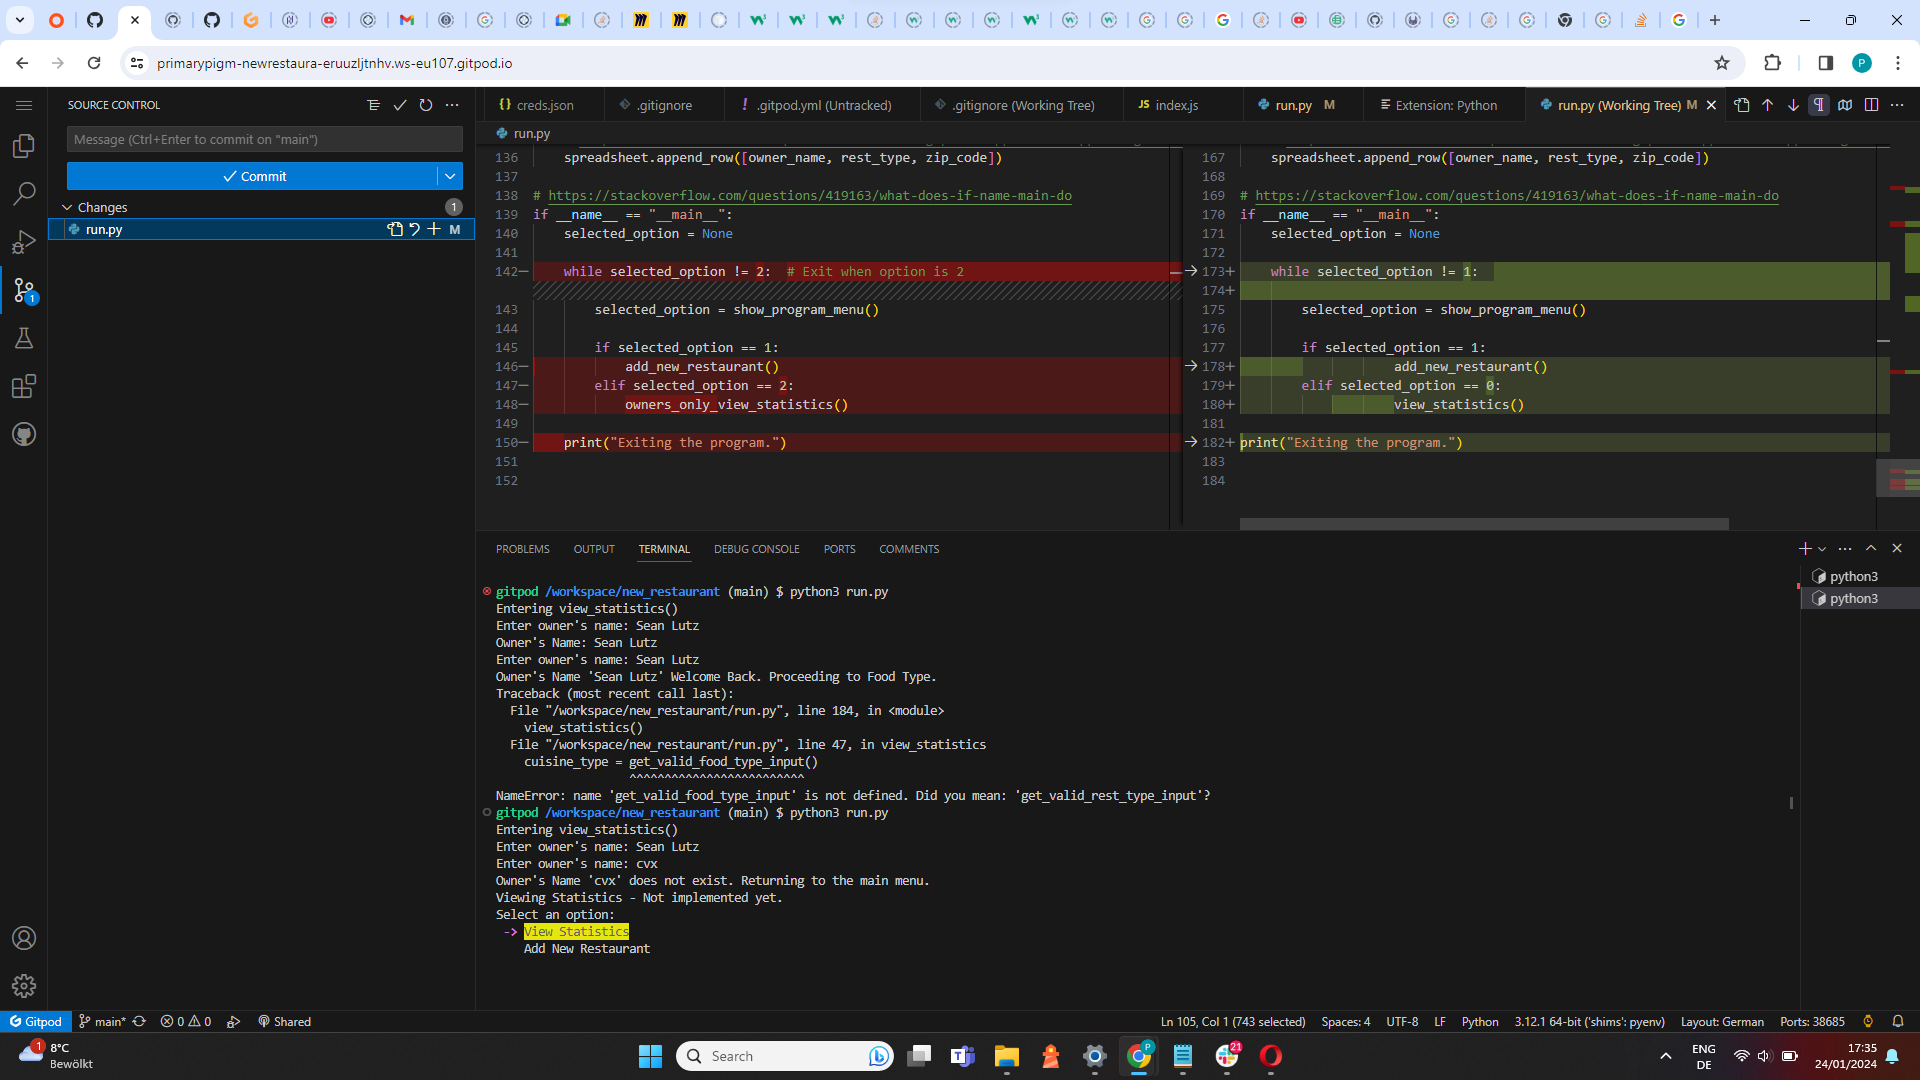 primarypigm-newrestaura-eruuzljtnhv.ws-eu107.gitpod.io
P
SOURCE CONTROL
Message (Ctrl+Enter to commit on "main")
Commit
Changes 1
run.py M
1
creds.json .gitignore .gitpod.yml (Untracked) .gitignore (Working Tree) JS index.js run.py M Extension: Python run.py (Working Tree) M
run.py
136 spreadsheet.append_row([owner_name, rest_type, zip_code])
137
138 # https://stackoverflow.com/questions/419163/what-does-if-name-main-do
139 if __name__ == "__main__":
140 selected_option = None
141
142— while selected_option != 2: # Exit when option is 2
143 selected_option = show_program_menu()
144
145 if selected_option == 1:
146— add_new_restaurant()
147— elif selected_option == 2:
148— owners_only_view_statistics()
149
150— print("Exiting the program.")
151
152
167 spreadsheet.append_row([owner_name, rest_type, zip_code])
168
169 # https://stackoverflow.com/questions/419163/what-does-if-name-main-do
170 if __name__ == "__main__":
171 selected_option = None
172
173+ while selected_option != 1:
174+
175 selected_option = show_program_menu()
176
177 if selected_option == 1:
178+ add_new_restaurant()
179+ elif selected_option == 0:
180+ view_statistics()
181
182+ print("Exiting the program.")
183
184
PROBLEMS OUTPUT TERMINAL DEBUG CONSOLE PORTS COMMENTS
python3
python3
gitpod /workspace/new_restaurant (main) $ python3 run.py
Entering view_statistics()
Enter owner's name: Sean Lutz
Owner's Name: Sean Lutz
Enter owner's name: Sean Lutz
Owner's Name 'Sean Lutz' Welcome Back. Proceeding to Food Type.
Traceback (most recent call last):
File "/workspace/new_restaurant/run.py", line 184, in <module>
view_statistics()
File "/workspace/new_restaurant/run.py", line 47, in view_statistics
cuisine_type = get_valid_food_type_input()
^^^^^^^^^^^^^^^^^^^^^^^^^
NameError: name 'get_valid_food_type_input' is not defined. Did you mean: 'get_valid_rest_type_input'?
gitpod /workspace/new_restaurant (main) $ python3 run.py
Entering view_statistics()
Enter owner's name: Sean Lutz
Enter owner's name: cvx
Owner's Name 'cvx' does not exist. Returning to the main menu.
Viewing Statistics - Not implemented yet.
Select an option:
-> View Statistics
Add New Restaurant
Gitpod main* 0 0 Shared Ln 105, Col 1 (743 selected) Spaces: 4 UTF-8 LF Python 3.12.1 64-bit ('shims': pyenv) Layout: German Ports: 38685
1
8°C
Bewölkt
Search
P
21
ENG
DE
17:35
24/01/2024